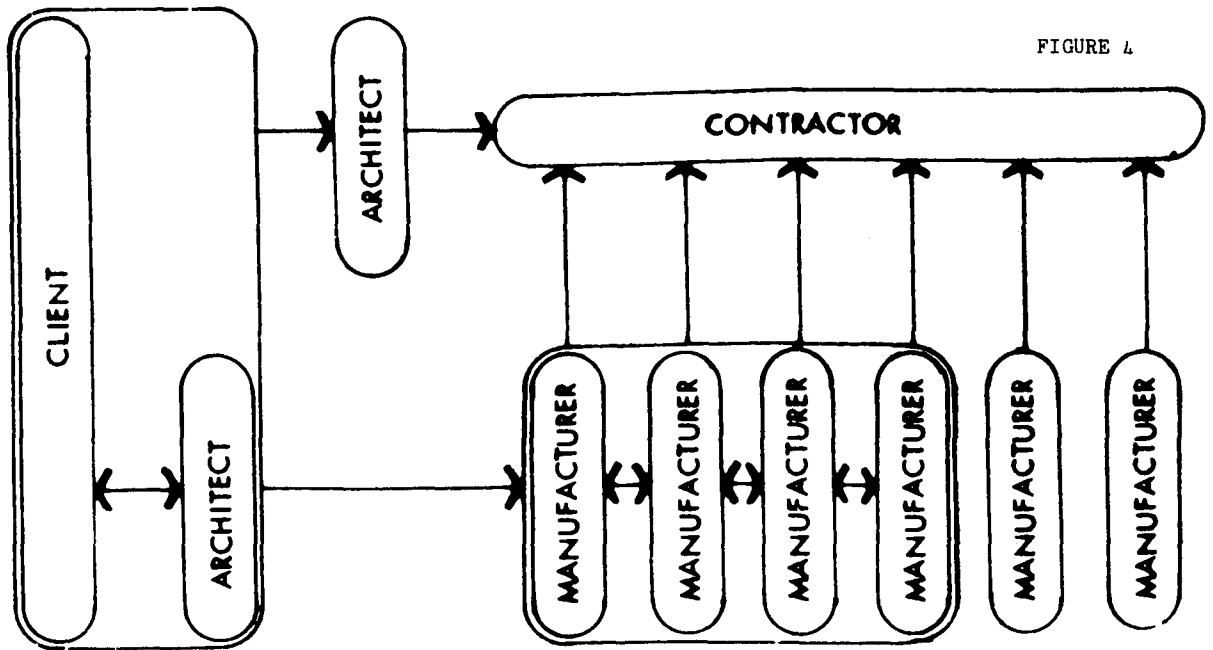 FIGURE 4
CONTRACTOR
ARCHITECT
CLIENT
ARCHITECT
MANUFACTURER
MANUFACTURER
MANUFACTURER
MANUFACTURER
MANUFACTURER
MANUFACTURER